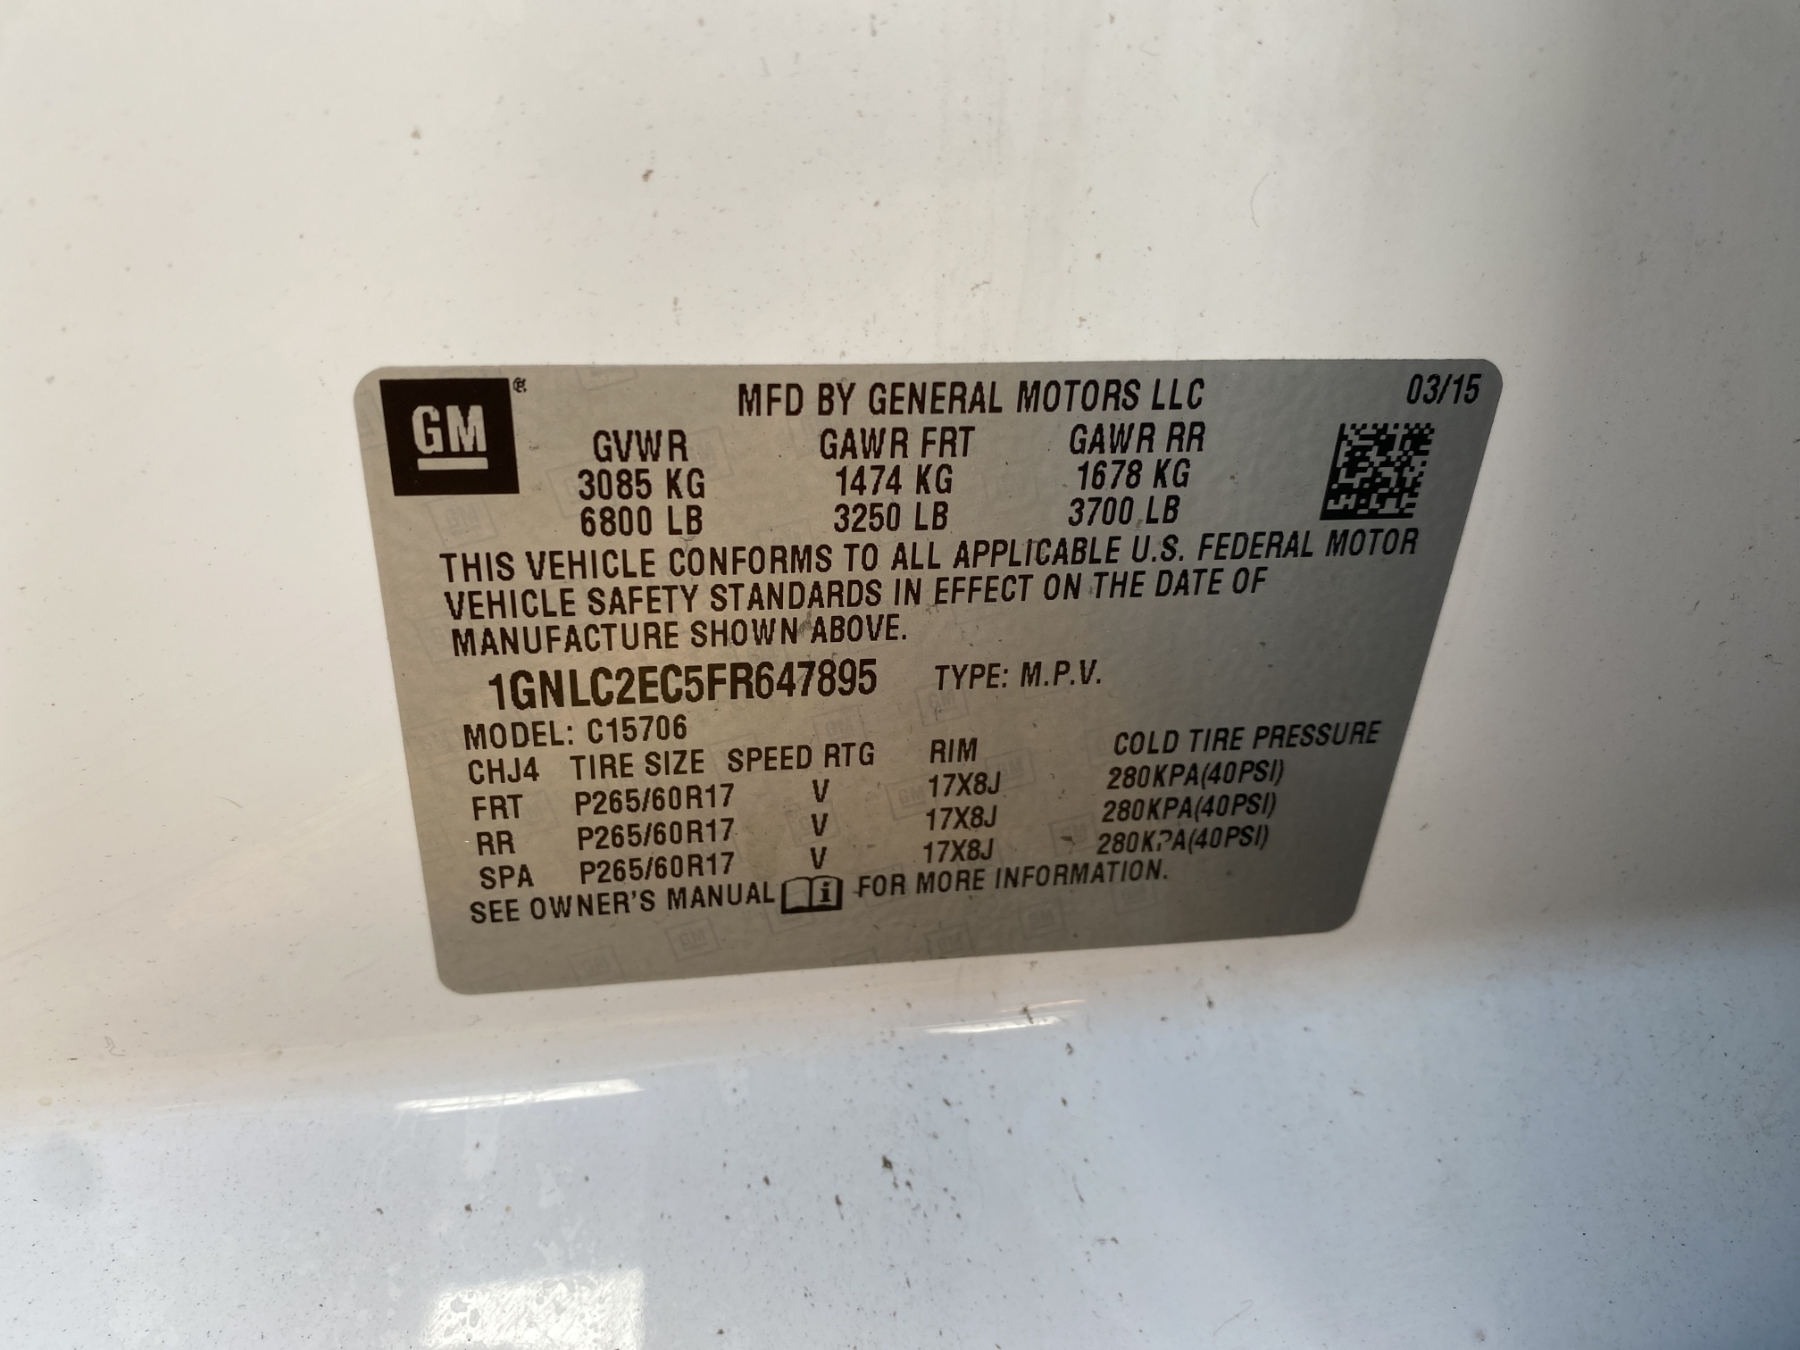 GM®
MFD BY GENERAL MOTORS LLC 03/15
GVWR GAWR FRT GAWR RR
3085 KG 1474 KG 1678 KG
6800 LB 3250 LB 3700 LB
THIS VEHICLE CONFORMS TO ALL APPLICABLE U.S. FEDERAL MOTOR
VEHICLE SAFETY STANDARDS IN EFFECT ON THE DATE OF
MANUFACTURE SHOWN ABOVE.
1GNLC2EC5FR647895 TYPE: M.P.V.
MODEL: C15706
CHJ4 TIRE SIZE SPEED RTG RIM COLD TIRE PRESSURE
FRT P265/60R17 V 17X8J 280KPA(40PSI)
RR P265/60R17 V 17X8J 280KPA(40PSI)
SPA P265/60R17 V 17X8J 280KPA(40PSI)
SEE OWNER'S MANUAL i FOR MORE INFORMATION.